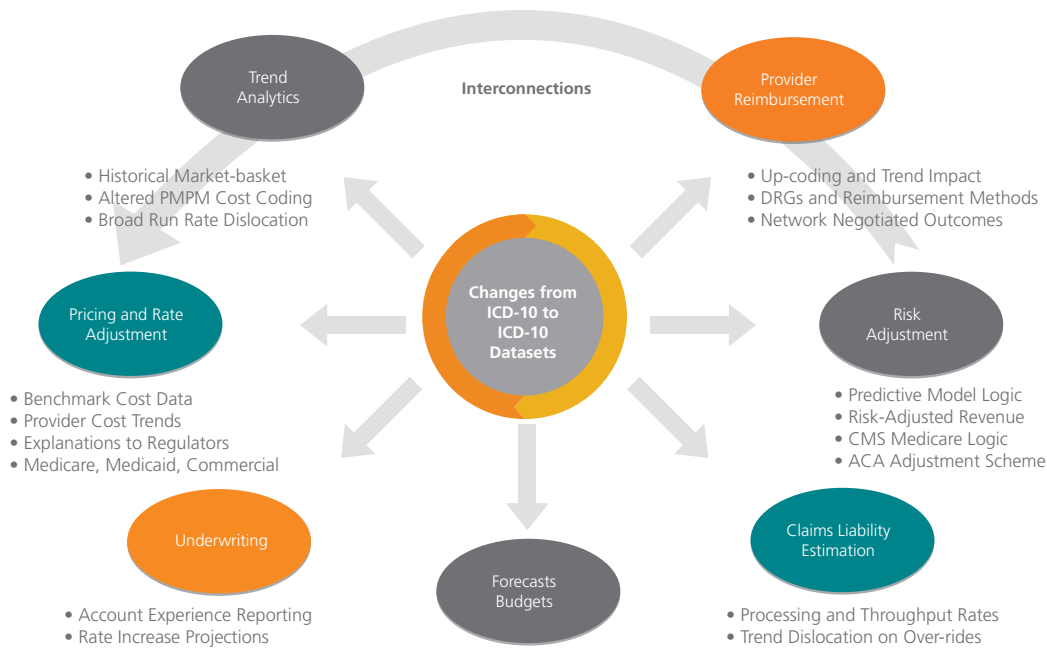 Trend
Analytics
Interconnections
Provider
Reimbursement
• Historical Market-basket
• Altered PMPM Cost Coding
• Broad Run Rate Dislocation
• Up-coding and Trend Impact
• DRGs and Reimbursement Methods
• Network Negotiated Outcomes
Changes from
ICD-10 to
ICD-10
Datasets
Pricing and Rate
Adjustment
Risk
Adjustment
• Benchmark Cost Data
• Provider Cost Trends
• Explanations to Regulators
• Medicare, Medicaid, Commercial
• Predictive Model Logic
• Risk-Adjusted Revenue
• CMS Medicare Logic
• ACA Adjustment Scheme
Underwriting
Forecasts
Budgets
Claims Liability
Estimation
• Account Experience Reporting
• Rate Increase Projections
• Processing and Throughput Rates
• Trend Dislocation on Over-rides